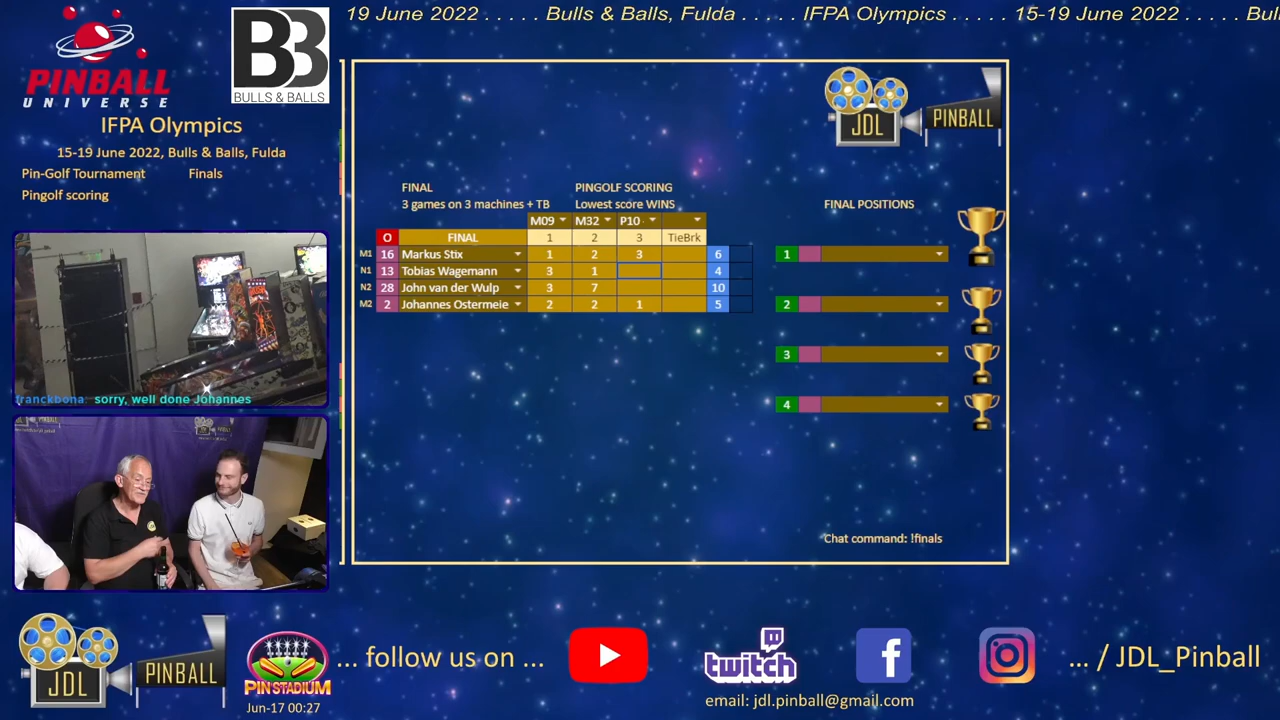 19 June 2022 . . . . . Bulls & Balls, Fulda . . . . . IFPA Olympics . . . . . 15-19 June 2022 . . . . .
PINBALL
UNIVERSE
BULLS & BALLS
IFPA Olympics
15-19 June 2022, Bulls & Balls, Fulda
Pin-Golf Tournament Finals
Pingolf scoring
franckbona: sorry, well done Johannes
JDL PINBALL
FINAL PINGOLF SCORING
3 games on 3 machines + TB Lowest score WINS
M09 M32 P10
O FINAL 1 2 3 TieBrk
M1 16 Markus Stix 1 2 3 6
N1 13 Tobias Wagemann 3 1 4
N2 28 John van der Wulp 3 7 10
M2 2 Johannes Ostermeie 2 2 1 5
FINAL POSITIONS
1
2
3
4
Chat command: !finals
JDL PINBALL
PINSTADIUM
Jun-17 00:27
... follow us on ...
twitch
email: jdl.pinball@gmail.com
... / JDL_Pinball